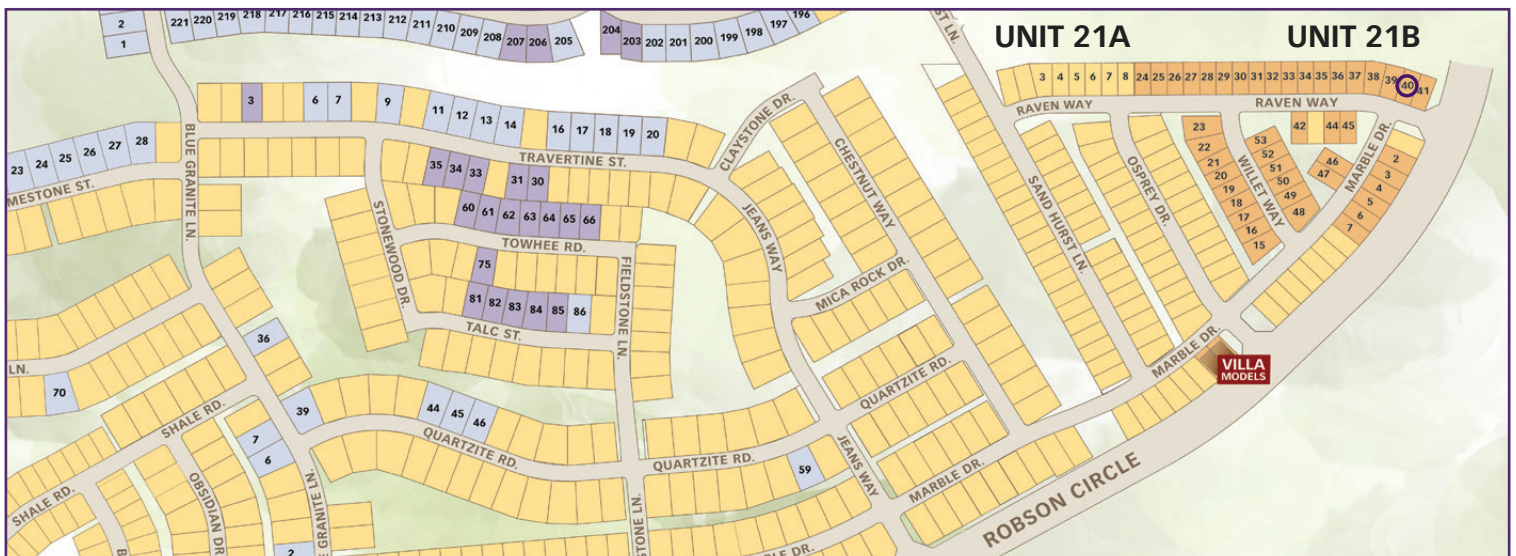 UNIT 21A
UNIT 21B
2
1
221 220 219 218 217 216 215 214 213 212 211 210 209 208 207 206 205
204 203 202 201 200 199 198 197 196
ST LN.
3 4 5 6 7 8 24 25 26 27 28 29 30 31 32 33 34 35 36 37 38 39 40 41
RAVEN WAY
RAVEN WAY
3
6 7
9
11 12 13 14
16 17 18 19 20
TRAVERTINE ST.
CLAYSTONE DR.
CHESTNUT WAY
JEANS WAY
23 24 25 26 27 28
MESTONE ST.
BLUE GRANITE LN.
35 34 33
31 30
60 61 62 63 64 65 66
STONEWOOD DR.
TOWHEE RD.
75
81 82 83 84 85 86
TALC ST.
FIELDSTONE LN.
MICA ROCK DR.
SAND HURST LN.
OSPREY DR.
23
22
21
20
19
18
17
16
15
WILLET WAY
53
52
51
50
49
48
42
44 45
46
47
MARBLE DR.
2
3
4
5
6
7
MARBLE DR.
VILLA
MODELS
36
LN.
70
SHALE RD.
39
44 45 46
QUARTZITE RD.
QUARTZITE RD.
QUARTZITE RD.
59
7
6
OBSIDIAN DR
E GRANITE LN.
SHALE RD.
B
2
STONE LN.
JEANS WAY
MARBLE DR.
BLE DR.
ROBSON CIRCLE